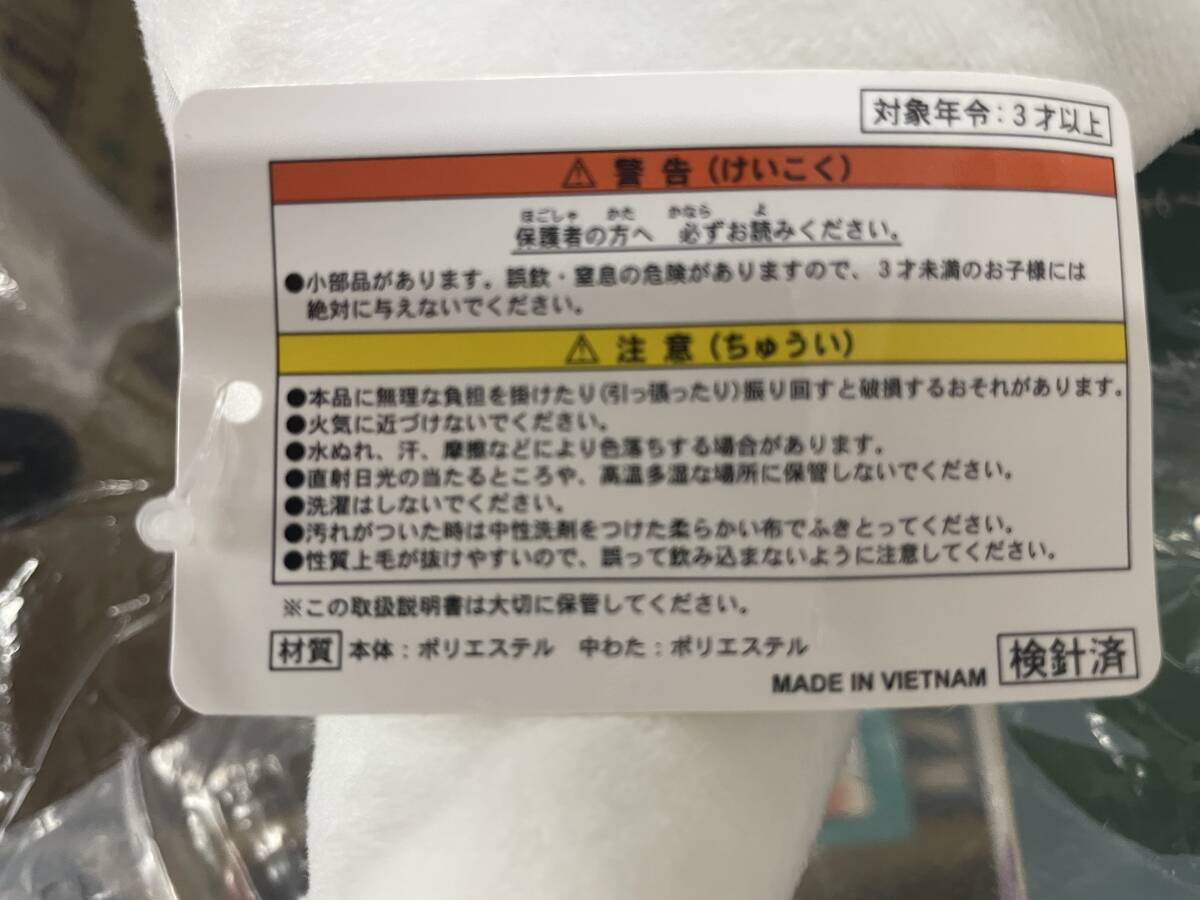 対象年令:3才以上
⚠ 警告(けいこく)
ほごしゃ かた かなら よ
保護者の方へ 必ずお読みください。
●小部品があります。誤飲・窒息の危険がありますので、3才未満のお子様には
絶対に与えないでください。
⚠ 注意(ちゅうい)
●本品に無理な負担を掛けたり(引っ張ったり)振り回すと破損するおそれがあります。
●火気に近づけないでください。
●水ぬれ、汗、摩擦などにより色落ちする場合があります。
●直射日光の当たるところや、高温多湿な場所に保管しないでください。
●洗濯はしないでください。
●汚れがついた時は中性洗剤をつけた柔らかい布でふきとってください。
●性質上毛が抜けやすいので、誤って飲み込まないように注意してください。
※この取扱説明書は大切に保管してください。
材質 本体:ポリエステル 中わた:ポリエステル
MADE IN VIETNAM 検針済